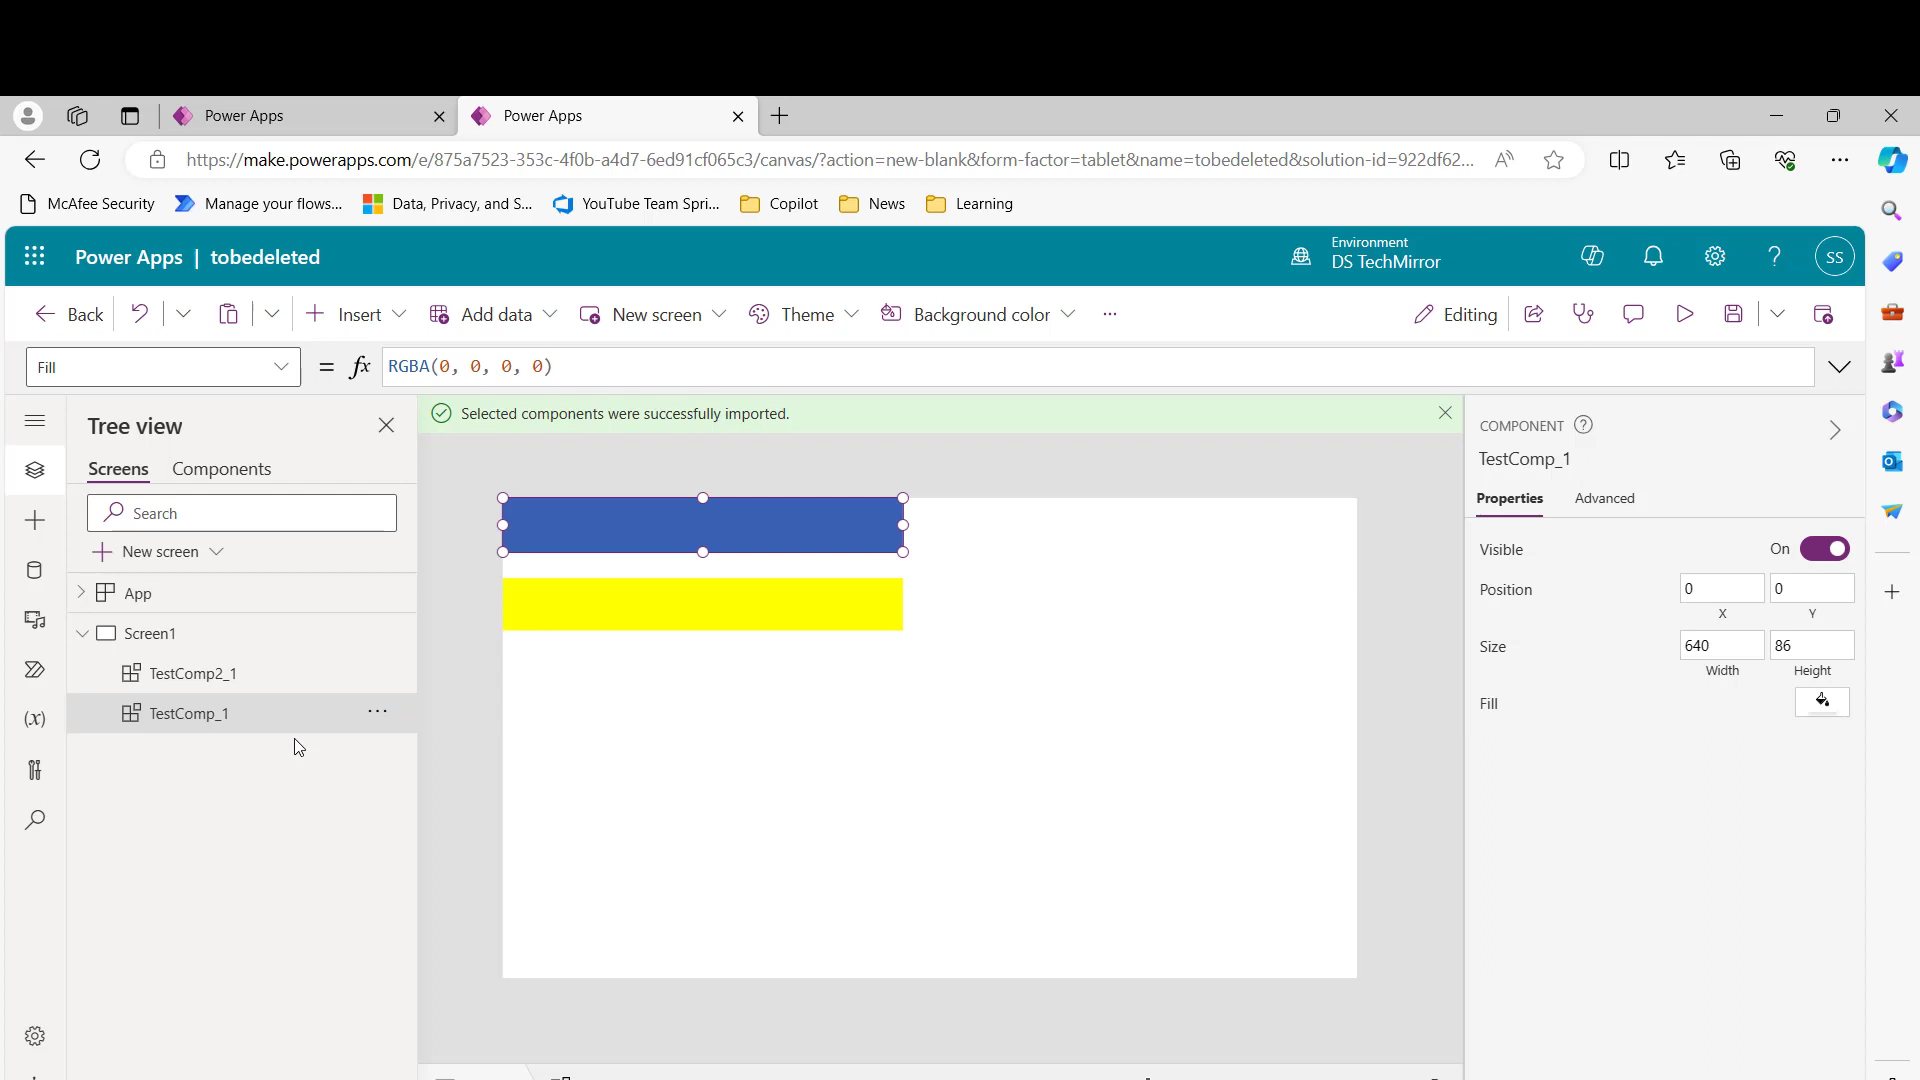 Power Apps
Power Apps
https://make.powerapps.com/e/875a7523-353c-4f0b-a4d7-6ed91cf065c3/canvas/?action=new-blank&form-factor=tablet&name=tobedeleted&solution-id=922df62...
McAfee Security
Manage your flows...
Data, Privacy, and S...
YouTube Team Spri...
Copilot
News
Learning
Power Apps | tobedeleted
Environment
DS TechMirror
SS
Back
Insert
Add data
New screen
Theme
Background color
Editing
Fill
= fx
RGBA(0, 0, 0, 0)
Tree view
Screens
Components
Search
New screen
App
Screen1
TestComp2_1
TestComp_1
Selected components were successfully imported.
COMPONENT
TestComp_1
Properties
Advanced
Visible
On
Position
0
0
X
Y
Size
640
86
Width
Height
Fill